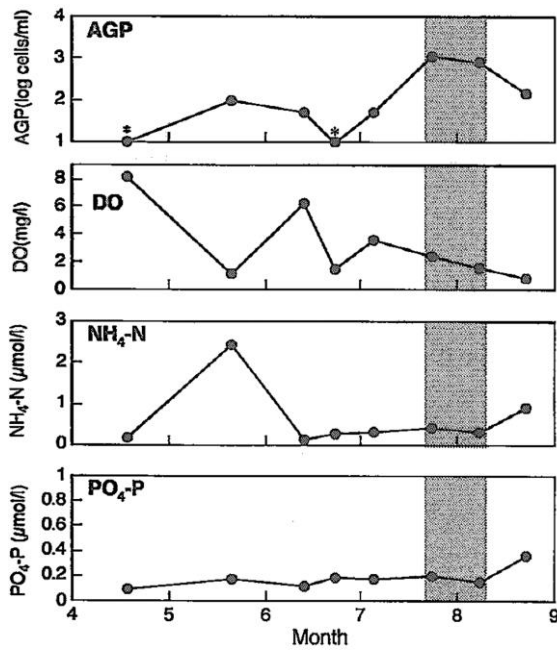 AGP
AGP(log cells/ml)
4
3
2
1
*
*
DO
DO(mg/l)
8
6
4
2
0
NH₄-N
NH₄-N (μmol/l)
3
2
1
0
PO₄-P
PO₄-P (μmol/l)
1
0.8
0.6
0.4
0.2
0
4 5 6 7 8 9
Month